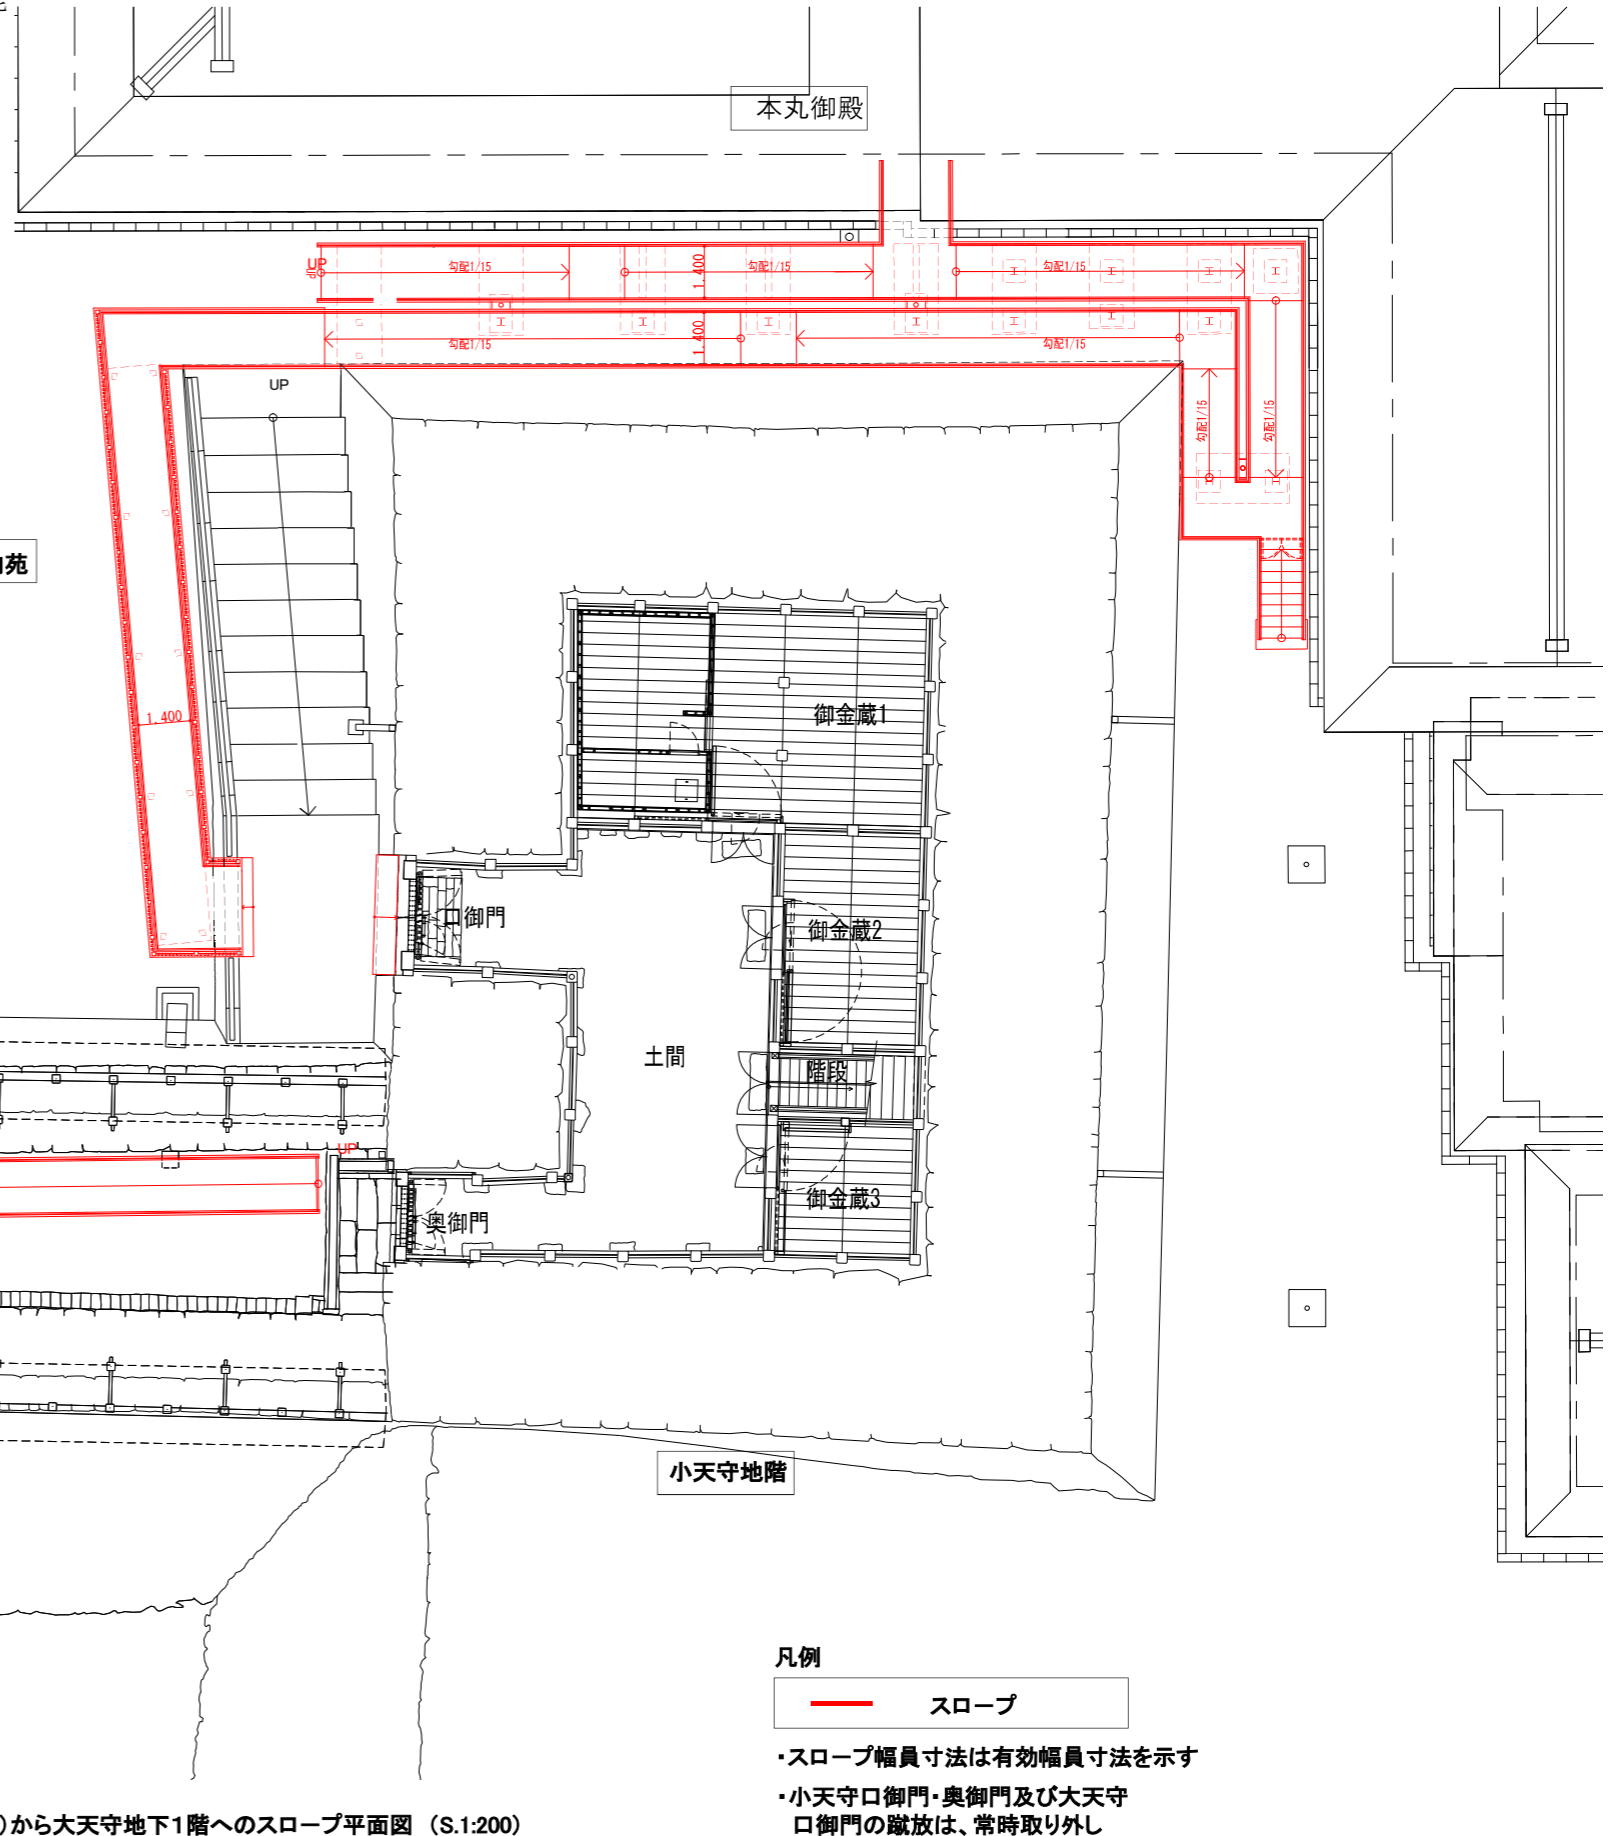 本丸御殿
UP
勾配1/15
1,400
勾配1/15
勾配1/15
勾配1/15
1,400
勾配1/15
勾配1/15
勾配1/15
UP
苑
1,400
御金蔵1
口御門
御金蔵2
土間
階段
UP
御金蔵3
奥御門
小天守地階
凡例
スロープ
・スロープ幅員寸法は有効幅員寸法を示す
・小天守口御門・奥御門及び大天守
口御門の蹴放は、常時取り外し
)から大天守地下1階へのスロープ平面図 (S.1:200)